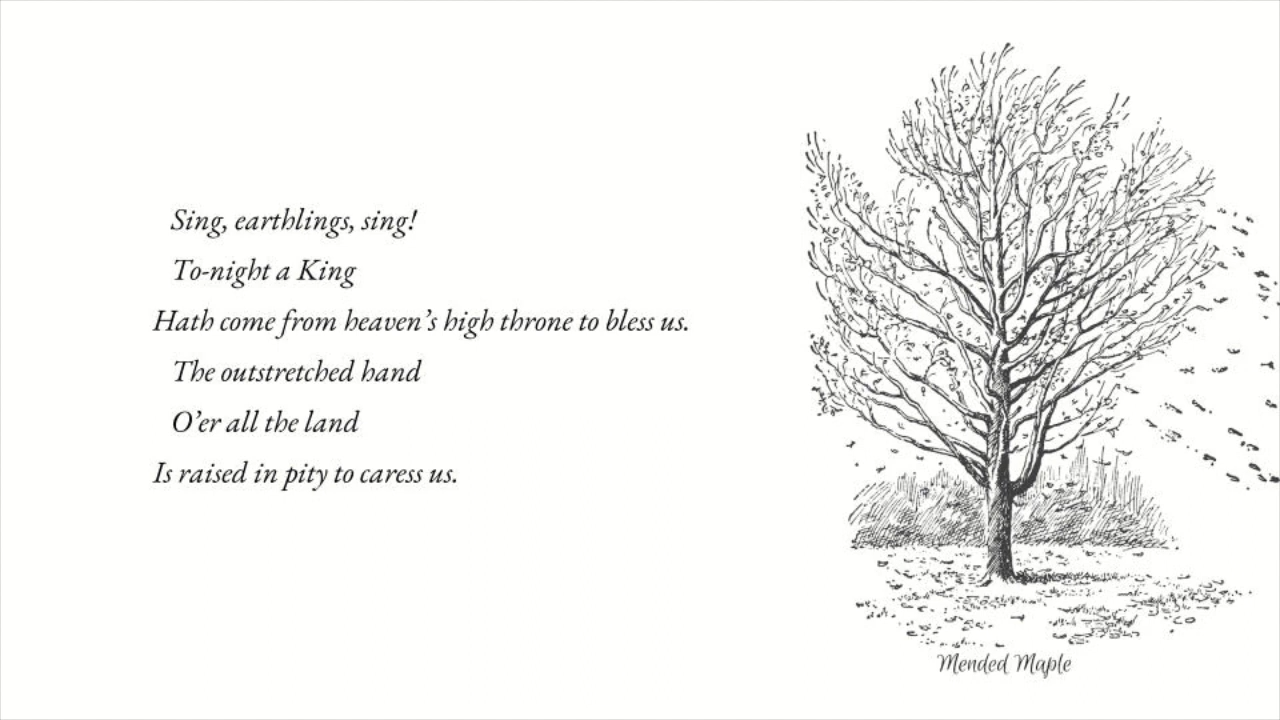 Sing, earthlings, sing!
To-night a King
Hath come from heaven’s high throne to bless us.
The outstretched hand
O’er all the land
Is raised in pity to caress us.
Mended Maple